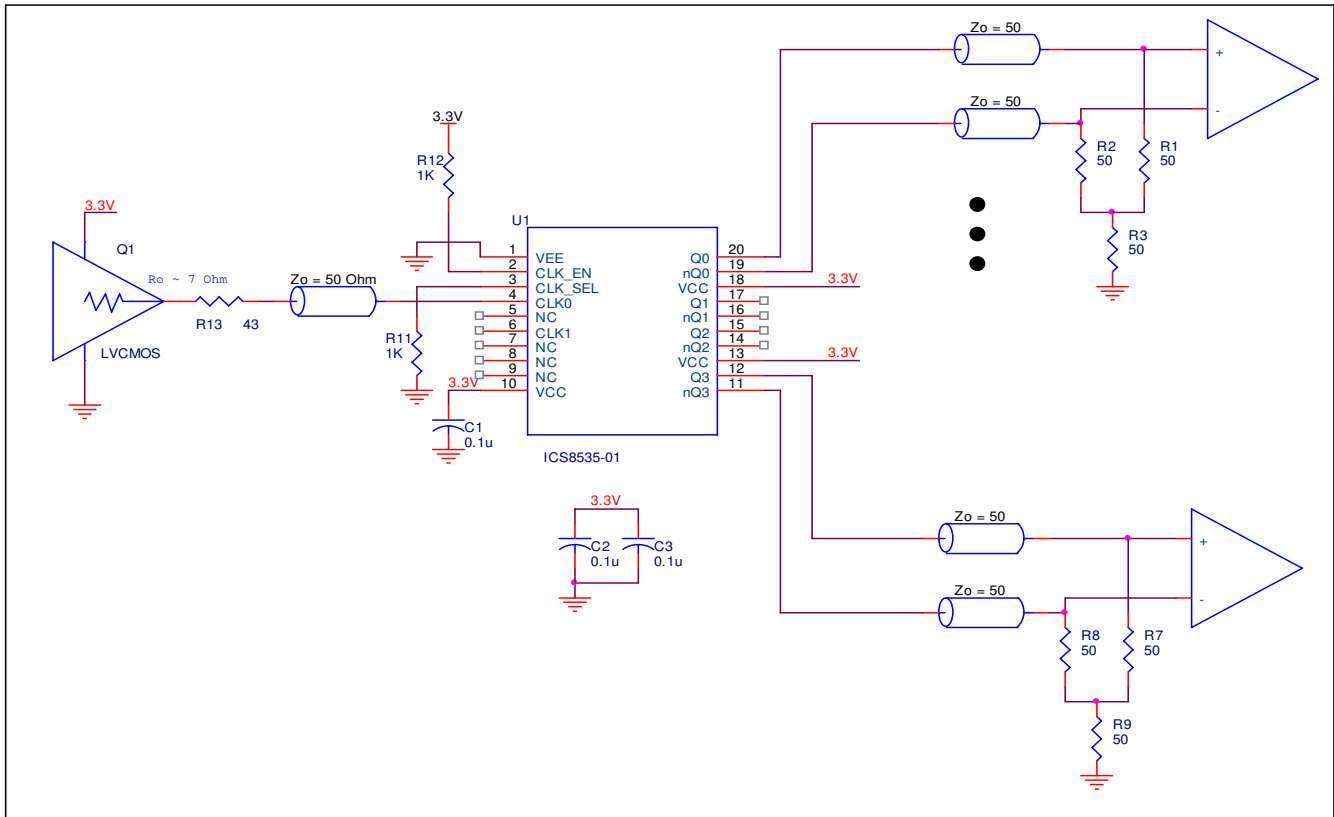 Zo = 50
+
-
Zo = 50
R2
50
R1
50
R3
50
3.3V
R12
1K
3.3V
Q1
Ro ~ 7 Ohm
R13 43
LVCMOS
Zo = 50 Ohm
R11
1K
3.3V
C1
0.1u
U1
1 VEE
2 CLK_EN
3 CLK_SEL
4 CLK0
5 NC
6 CLK1
7 NC
8 NC
9 NC
10 VCC
Q0 20
nQ0 19
VCC 18
Q1 17
nQ1 16
Q2 15
nQ2 14
VCC 13
Q3 12
nQ3 11
3.3V
3.3V
ICS8535-01
3.3V
C2
0.1u
C3
0.1u
Zo = 50
+
-
Zo = 50
R8
50
R7
50
R9
50